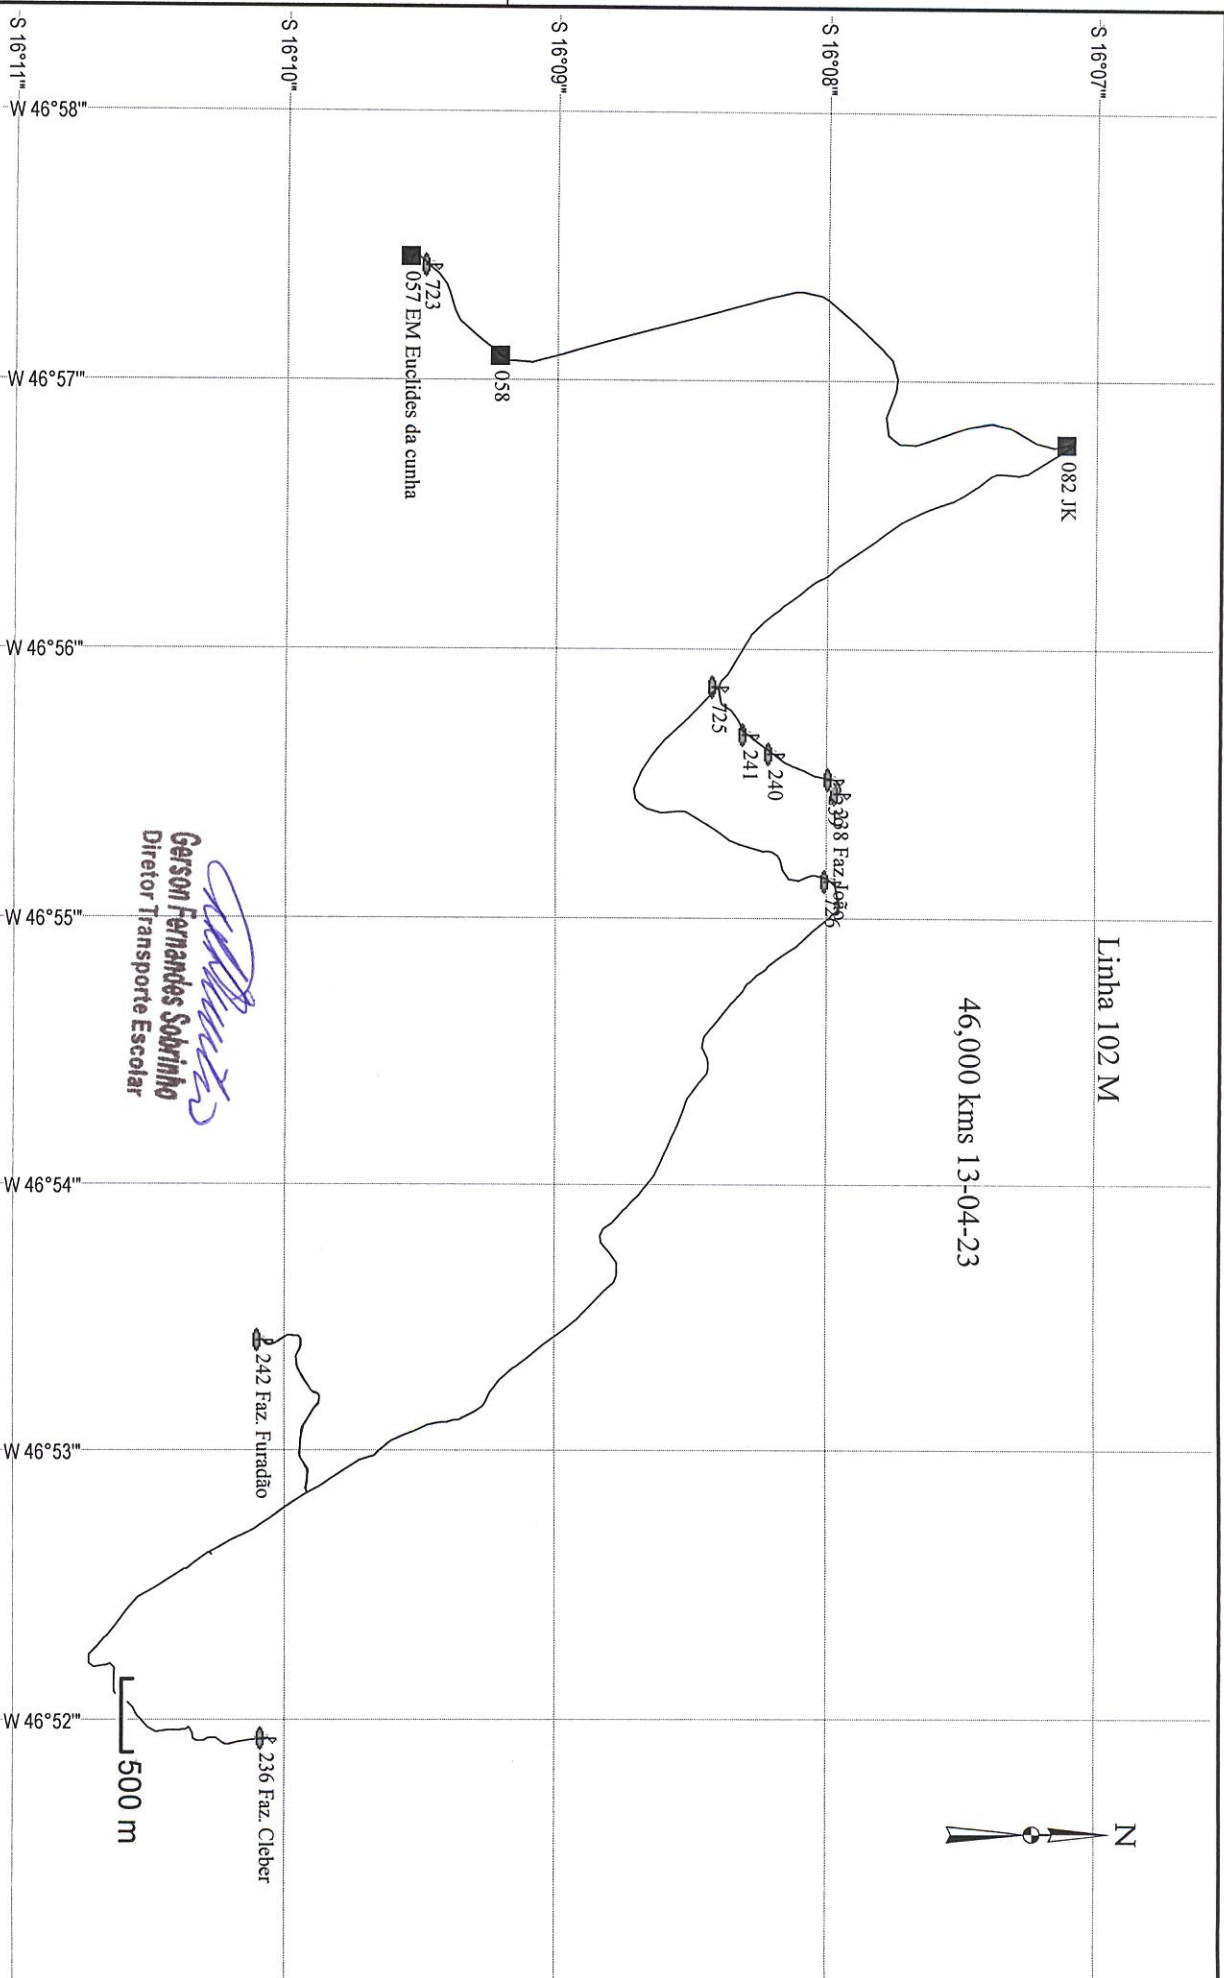 Linha 102 M
46,000 kms 13-04-23
N
S 16°07'''
S 16°08'''
S 16°09'''
S 16°10'''
S 16°11'''
W 46°58'''
W 46°57'''
W 46°56'''
W 46°55'''
W 46°54'''
W 46°53'''
W 46°52'''
082 JK
058
723
057 EM Euclides da cunha
725
241
240
239
238 Faz João
726
242 Faz. Furadão
236 Faz. Cleber
500 m
Gerson Fernandes Sobrinho
Diretor Transporte Escolar